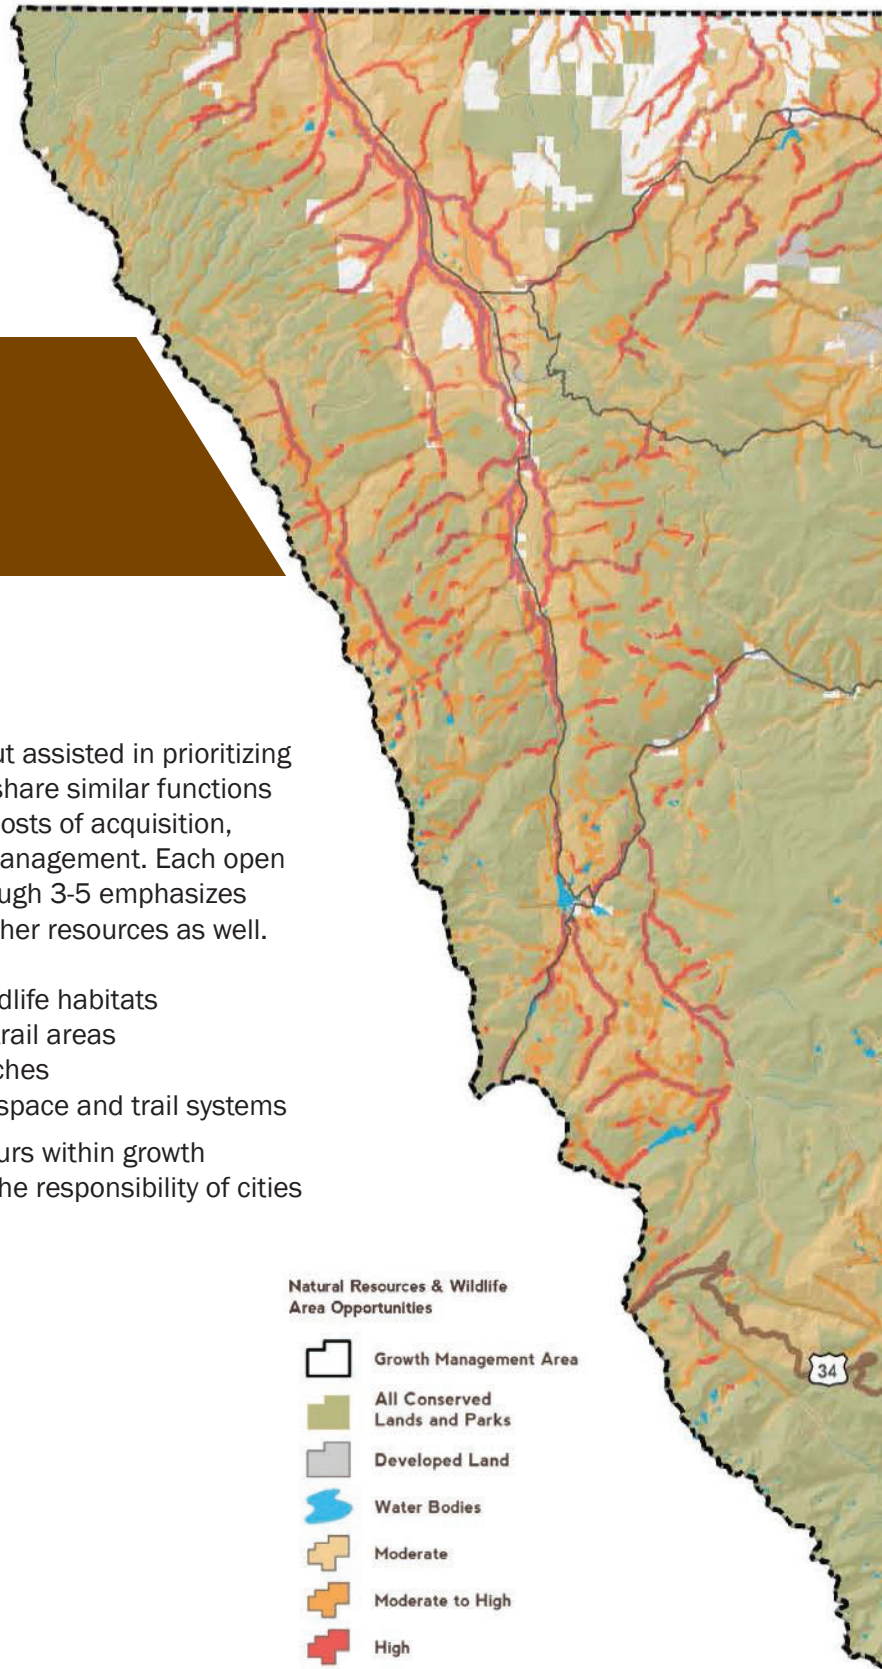 ut assisted in prioritizing
share similar functions
osts of acquisition,
anagement. Each open
ugh 3-5 emphasizes
her resources as well.
dlife habitats
trail areas
ches
space and trail systems
urs within growth
he responsibility of cities
Natural Resources & Wildlife
Area Opportunities
Growth Management Area
All Conserved
Lands and Parks
Developed Land
Water Bodies
Moderate
Moderate to High
High
34